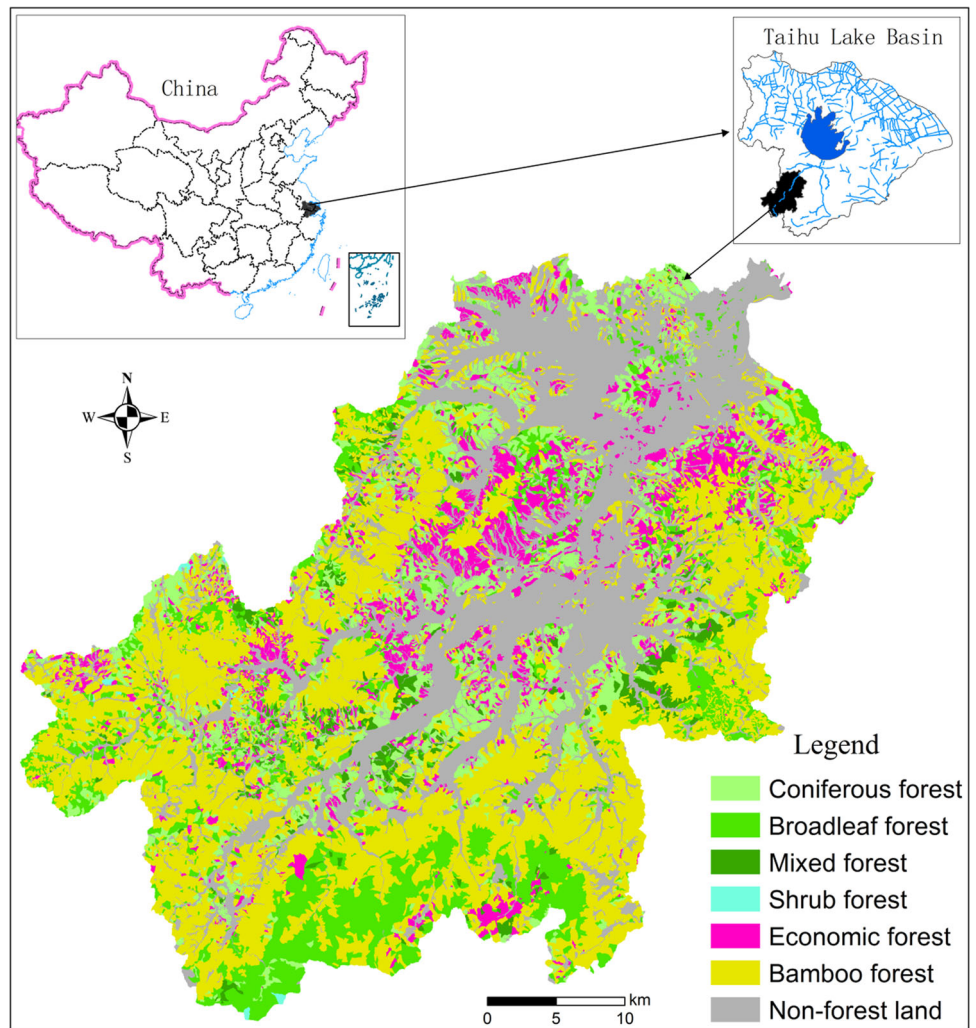 China
Taihu Lake Basin
N
W
E
S
Legend
Coniferous forest
Broadleaf forest
Mixed forest
Shrub forest
Economic forest
Bamboo forest
Non-forest land
km
0 5 10